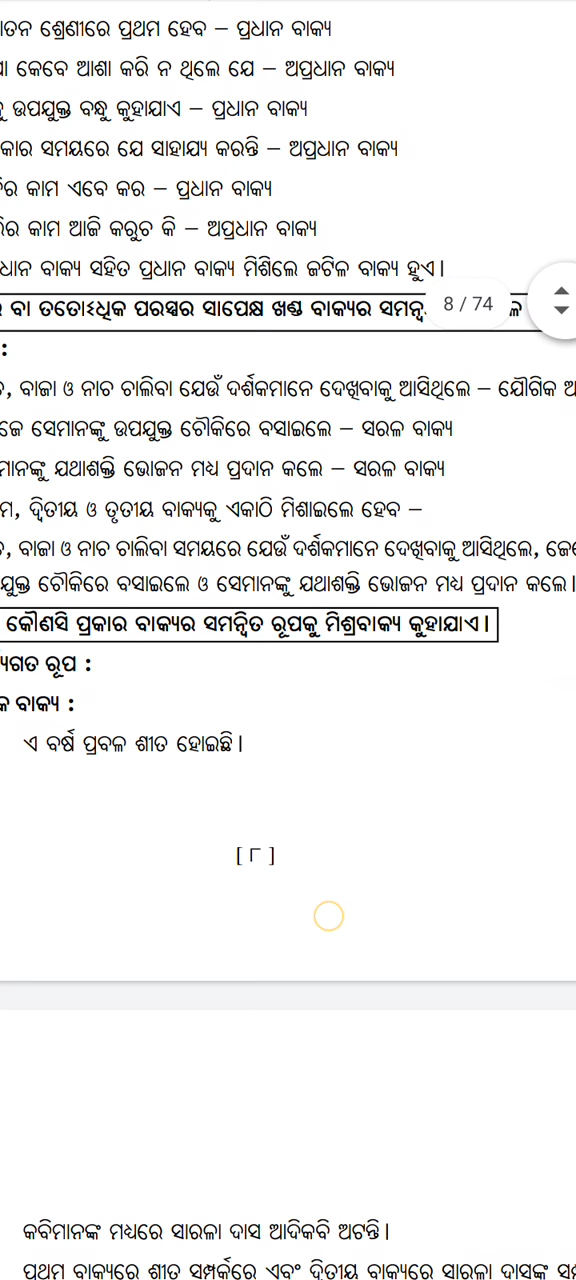 ାତନ ଶ୍ରେଣୀରେ ପ୍ରଥମ ହେବ – ପ୍ରଧାନ ବାକ୍ୟ
ା କେବେ ଆଶା କରି ନ ଥିଲେ ଯେ – ଅପ୍ରଧାନ ବାକ୍ୟ
ୁ ଉପଯୁକ୍ତ ବନ୍ଧୁ କୁହାଯାଏ – ପ୍ରଧାନ ବାକ୍ୟ
କାର ସମୟରେ ଯେ ସାହାଯ୍ୟ କରନ୍ତି – ଅପ୍ରଧାନ ବାକ୍ୟ
ିର କାମ ଏବେ କର – ପ୍ରଧାନ ବାକ୍ୟ
ିର କାମ ଆଜି କରୁଚ କି – ଅପ୍ରଧାନ ବାକ୍ୟ
ଧାନ ବାକ୍ୟ ସହିତ ପ୍ରଧାନ ବାକ୍ୟ ମିଶିଲେ ଜଟିଳ ବାକ୍ୟ ହୁଏ।
ବା ତତୋଽଧିକ ପରସ୍ପର ସାପେକ୍ଷ ଖଣ୍ଡ ବାକ୍ୟର 8 / 74
:
ବାଜା ଓ ନାଚ ଚାଲିବା ଯେଉଁ ଦର୍ଶକମାନେ ଦେଖିବାକୁ ଆସିଥିଲେ – ଯୌଗିକ ଅ
ଜେ ସେମାନଙ୍କୁ ଉପଯୁକ୍ତ ଚୌକିରେ ବସାଇଲେ – ସରଳ ବାକ୍ୟ
ମାନଙ୍କୁ ଯଥାଶକ୍ତି ଭୋଜନ ମଧ୍ୟ ପ୍ରଦାନ କଲେ – ସରଳ ବାକ୍ୟ
ମ, ଦ୍ୱିତୀୟ ଓ ତୃତୀୟ ବାକ୍ୟକୁ ଏକାଠି ମିଶାଇଲେ ହେବ –
ବାଜା ଓ ନାଚ ଚାଲିବା ସମୟରେ ଯେଉଁ ଦର୍ଶକମାନେ ଦେଖିବାକୁ ଆସିଥିଲେ,
ଯୁକ୍ତ ଚୌକିରେ ବସାଇଲେ ଓ ସେମାନଙ୍କୁ ଯଥାଶକ୍ତି ଭୋଜନ ମଧ୍ୟ ପ୍ରଦାନ କଲେ।
କୌଣସି ପ୍ରକାର ବାକ୍ୟର ସମନ୍ୱିତ ରୂପକୁ ମିଶ୍ରବାକ୍ୟ କୁହାଯାଏ।
ଗତ ରୂପ :
କ ବାକ୍ୟ :
ଏ ବର୍ଷ ପ୍ରବଳ ଶୀତ ହୋଇଛି।
[ ୮ ]
କବିମାନଙ୍କ ମଧ୍ୟରେ ସାରଳା ଦାସ ଆଦିକବି ଅଟନ୍ତି।
ପ୍ରଥମ ବାକ୍ୟରେ ଶୀତ ସମ୍ପର୍କରେ ଏବଂ ଦ୍ୱିତୀୟ ବାକ୍ୟରେ ସାରଳା ଦାସଙ୍କ